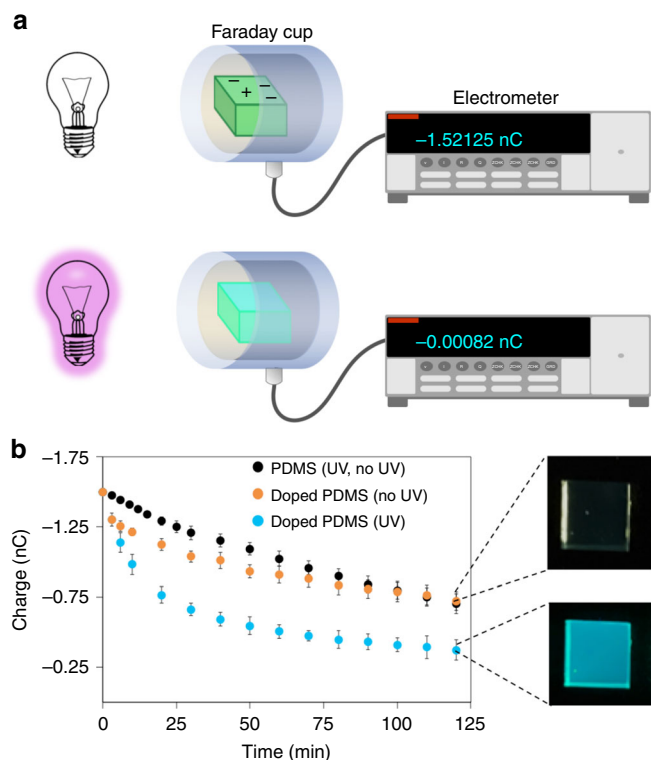 a
Faraday cup
Electrometer
− − − −
+
−1.52125 nC
−0.00082 nC
b
−1.75
−1.25
−0.75
−0.25
Charge (nC)
PDMS (UV, no UV)
Doped PDMS (no UV)
Doped PDMS (UV)
0 25 50 75 100 125
Time (min)